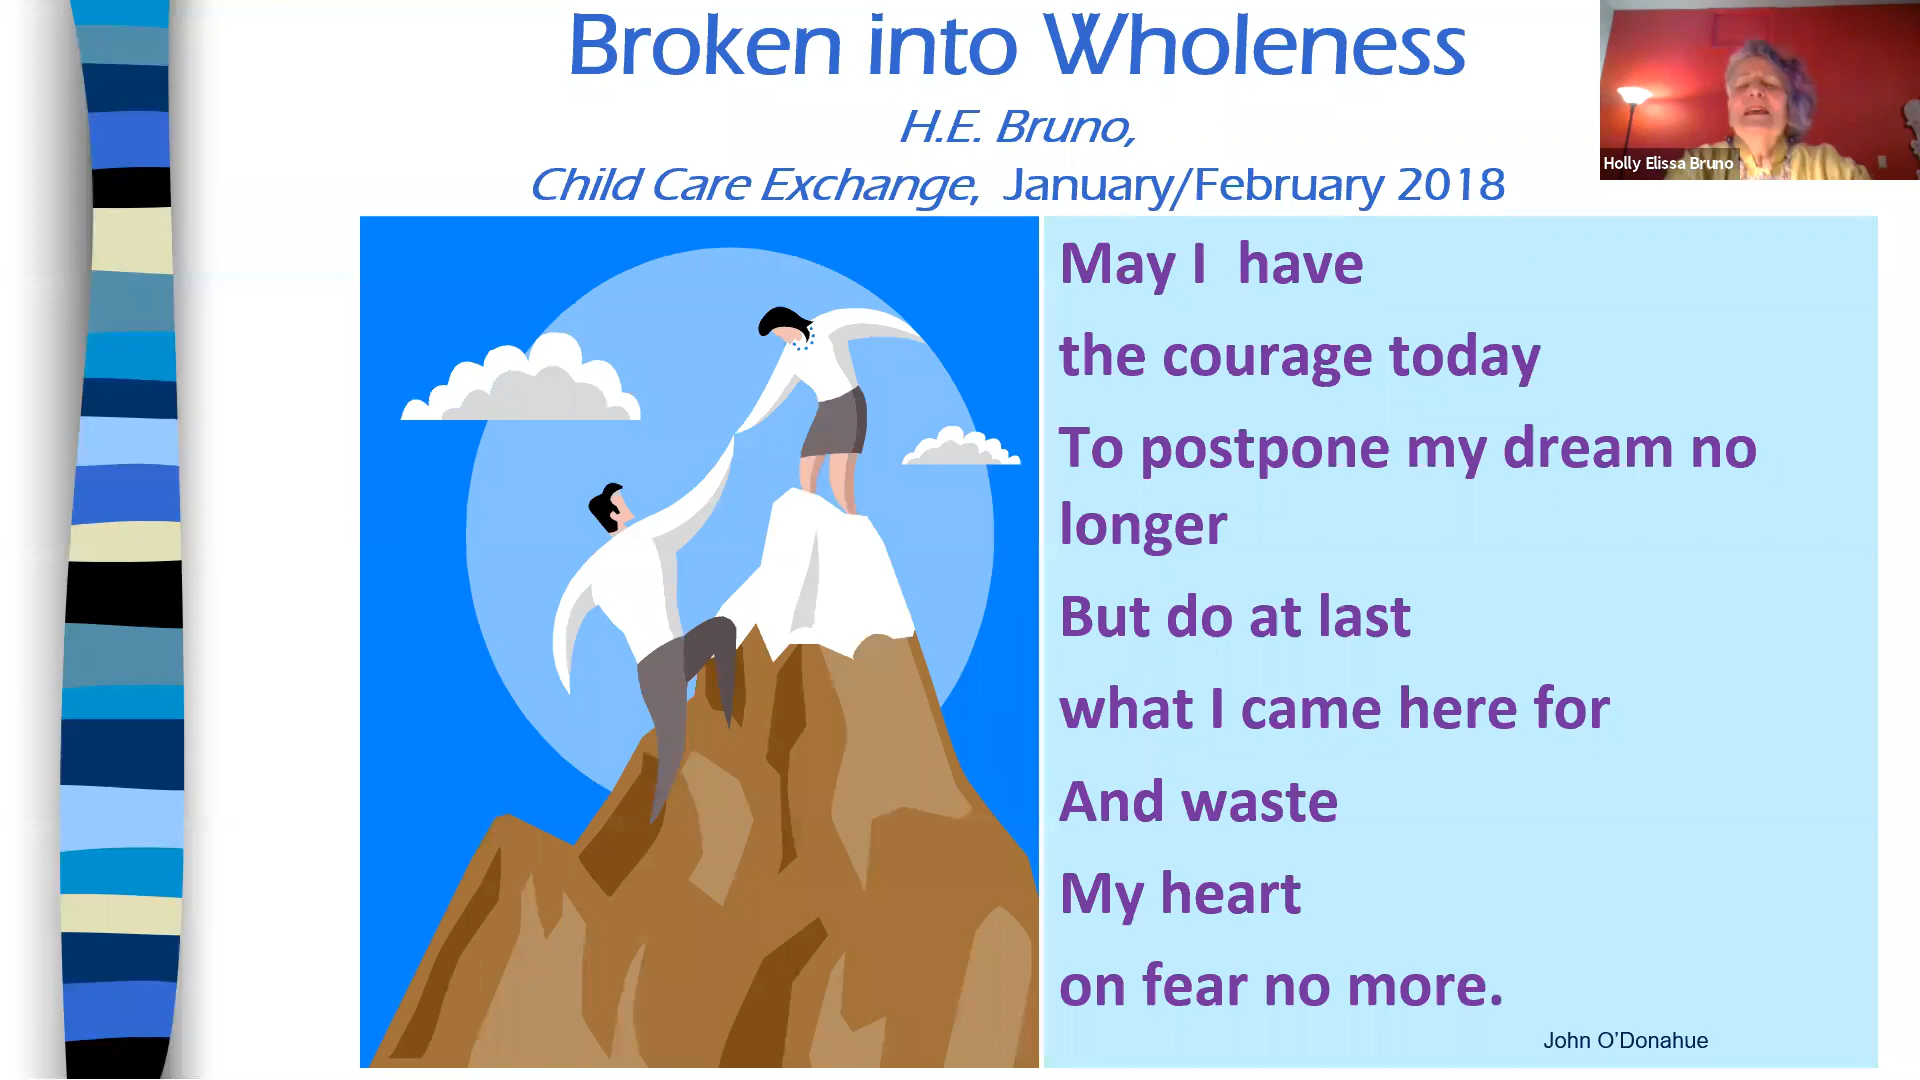 Broken into Wholeness
H.E. Bruno,
Child Care Exchange, January/February 2018
Holly Elissa Bruno
May I have
the courage today
To postpone my dream no
longer
But do at last
what I came here for
And waste
My heart
on fear no more.
John O'Donahue